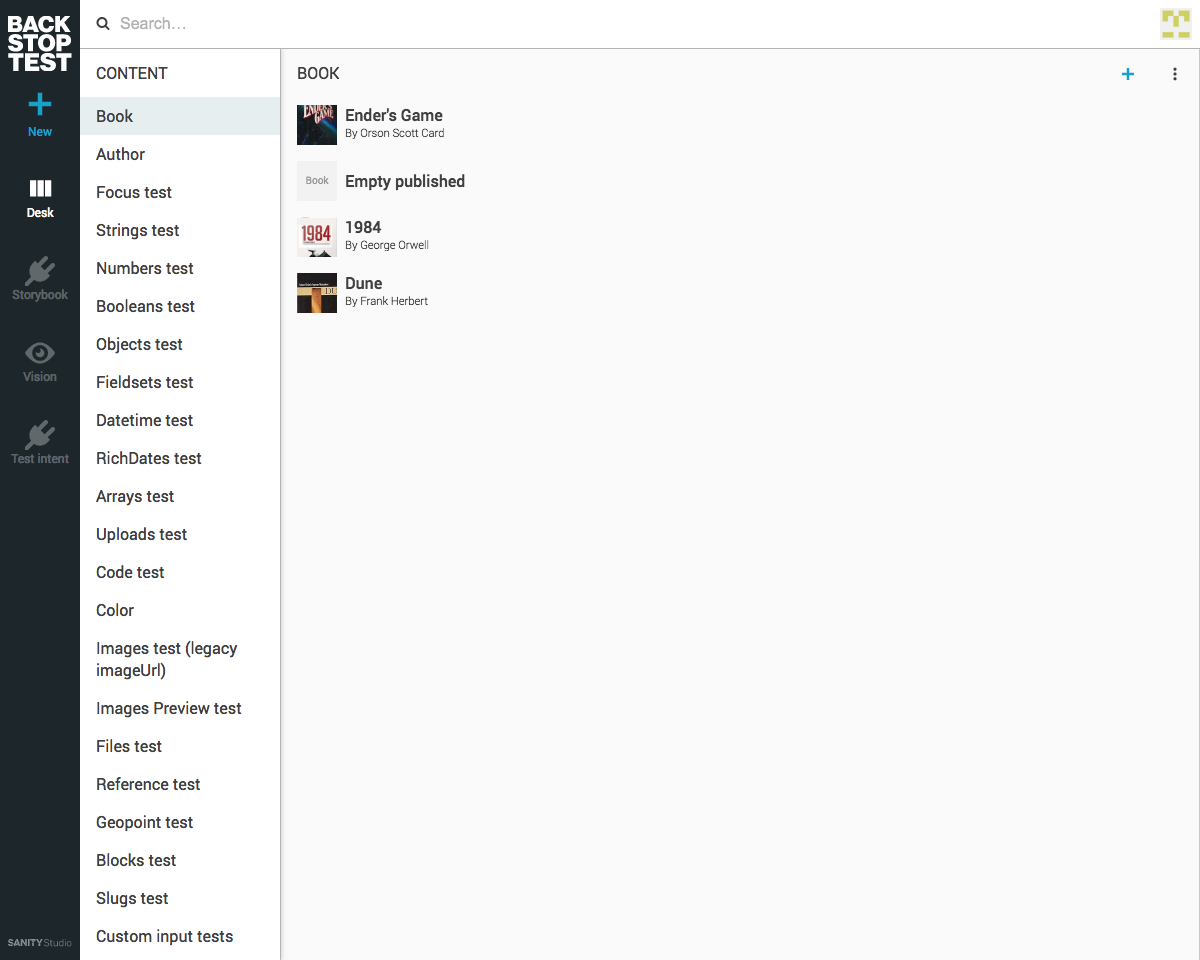 BACK
STOP
TEST
New
Desk
Storybook
Vision
Test intent
SANITY Studio
Search...
CONTENT
Book
Author
Focus test
Strings test
Numbers test
Booleans test
Objects test
Fieldsets test
Datetime test
RichDates test
Arrays test
Uploads test
Code test
Color
Images test (legacy
imageUrl)
Images Preview test
Files test
Reference test
Geopoint test
Blocks test
Slugs test
Custom input tests
BOOK
ENDER'S
GAME
Ender's Game
By Orson Scott Card
Book
Empty published
1984
1984
By George Orwell
DU
Dune
By Frank Herbert